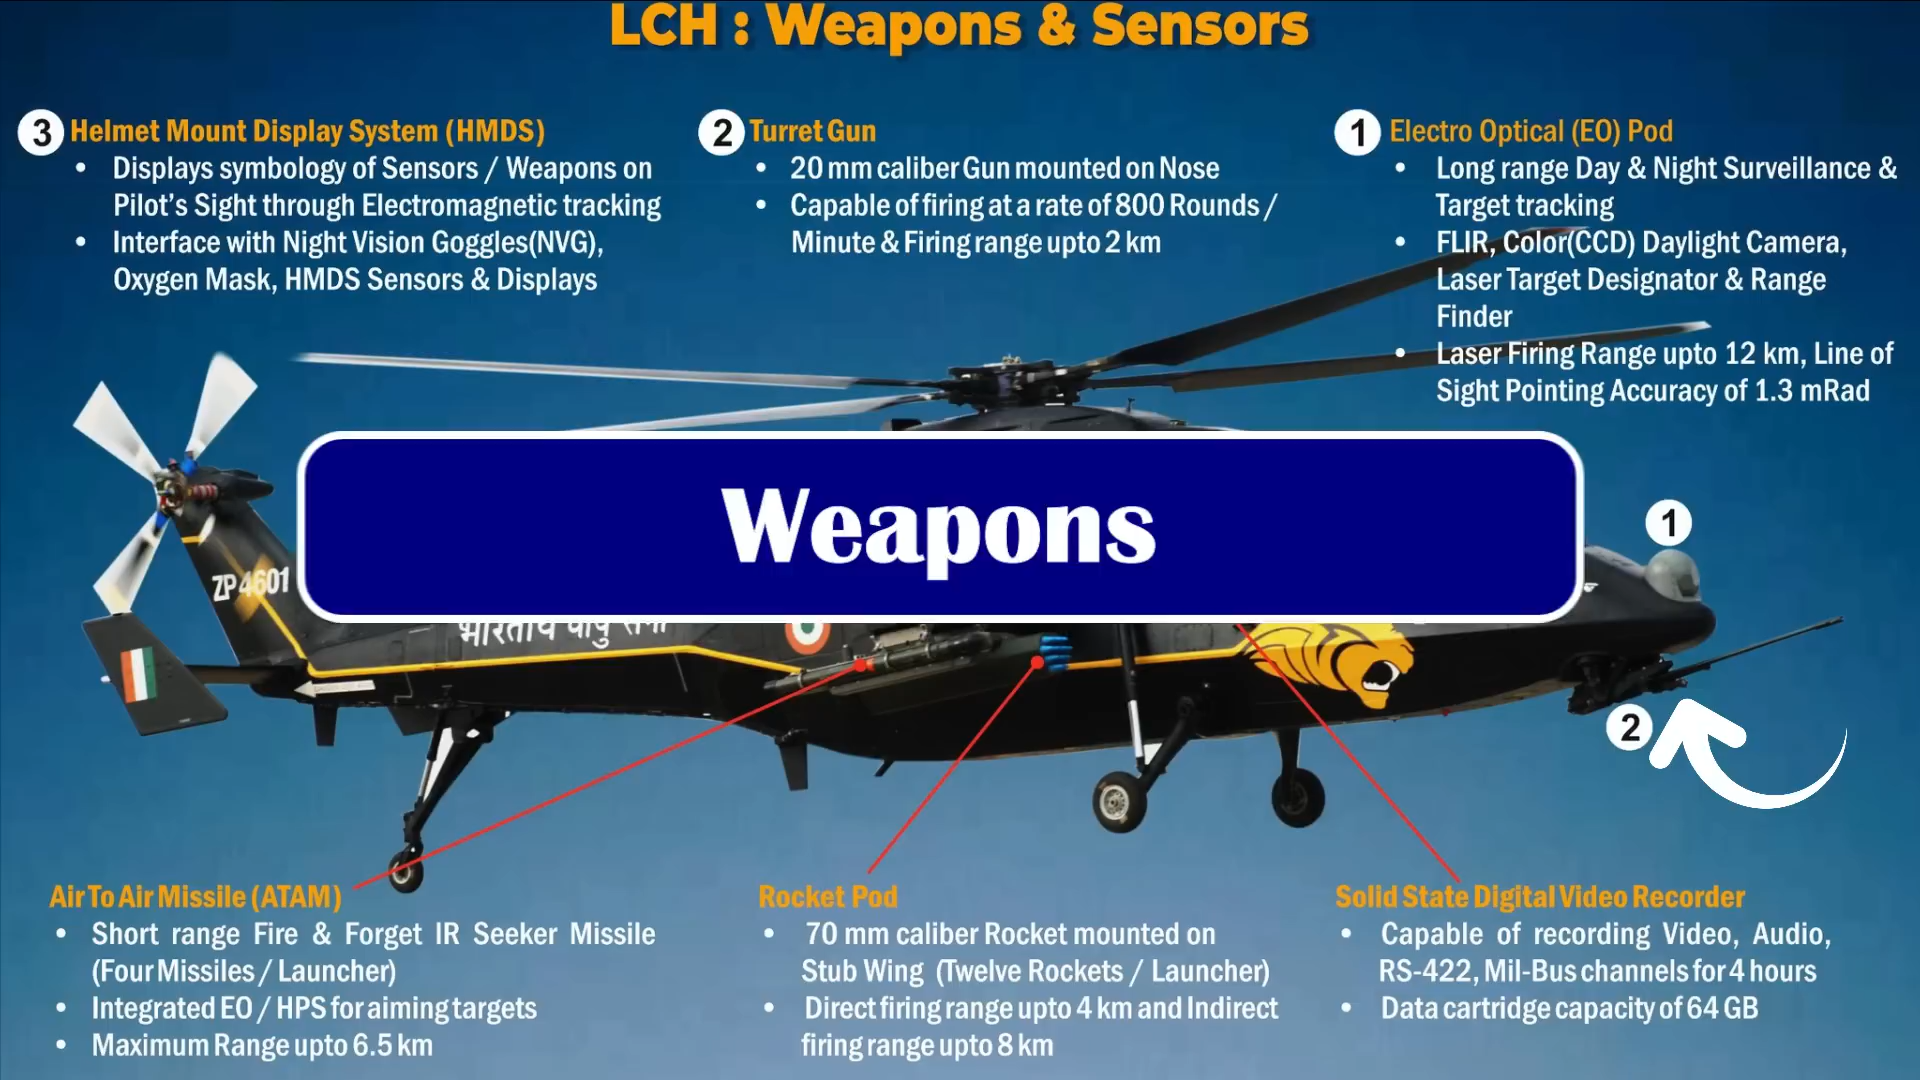 LCH : Weapons & Sensors
3 Helmet Mount Display System (HMDS)
• Displays symbology of Sensors / Weapons on
Pilot's Sight through Electromagnetic tracking
• Interface with Night Vision Goggles(NVG),
Oxygen Mask, HMDS Sensors & Displays
2 Turret Gun
• 20 mm caliber Gun mounted on Nose
• Capable of firing at a rate of 800 Rounds /
Minute & Firing range upto 2 km
1 Electro Optical (EO) Pod
• Long range Day & Night Surveillance &
Target tracking
• FLIR, Color(CCD) Daylight Camera,
Laser Target Designator & Range
Finder
• Laser Firing Range upto 12 km, Line of
Sight Pointing Accuracy of 1.3 mRad
Weapons
1
ZP4601
भारतीय वायु सेना
2
Air To Air Missile (ATAM)
• Short range Fire & Forget IR Seeker Missile
(Four Missiles / Launcher)
• Integrated EO / HPS for aiming targets
• Maximum Range upto 6.5 km
Rocket Pod
• 70 mm caliber Rocket mounted on
Stub Wing (Twelve Rockets / Launcher)
• Direct firing range upto 4 km and Indirect
firing range upto 8 km
Solid State Digital Video Recorder
• Capable of recording Video, Audio,
RS-422, Mil-Bus channels for 4 hours
• Data cartridge capacity of 64 GB